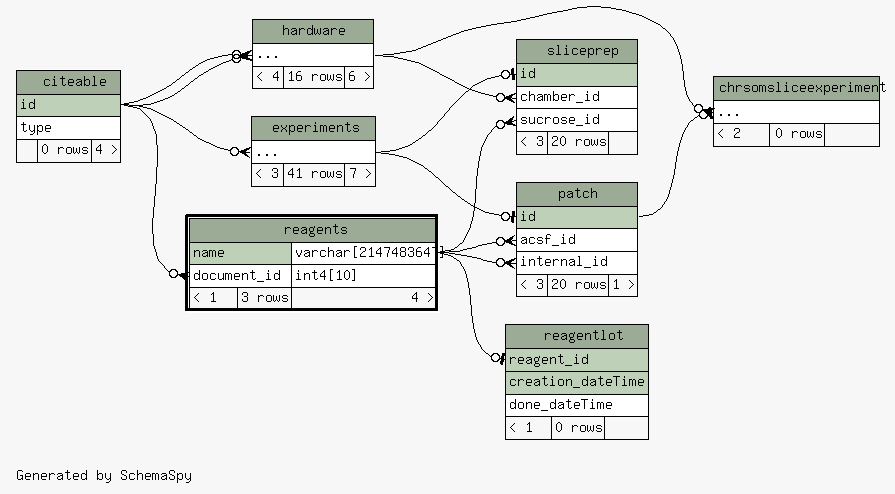 citeable
id
type
0 rows 4 >
hardware
...
< 4 16 rows 6 >
experiments
...
< 3 41 rows 7 >
reagents
name varchar[2147483647]
document_id int4[10]
< 1 3 rows 4 >
sliceprep
id
chamber_id
sucrose_id
< 3 20 rows
patch
id
acsf_id
internal_id
< 3 20 rows 1 >
reagentlot
reagent_id
creation_dateTime
done_dateTime
< 1 0 rows
chrsomsliceexperiment
...
< 2 0 rows
Generated by SchemaSpy